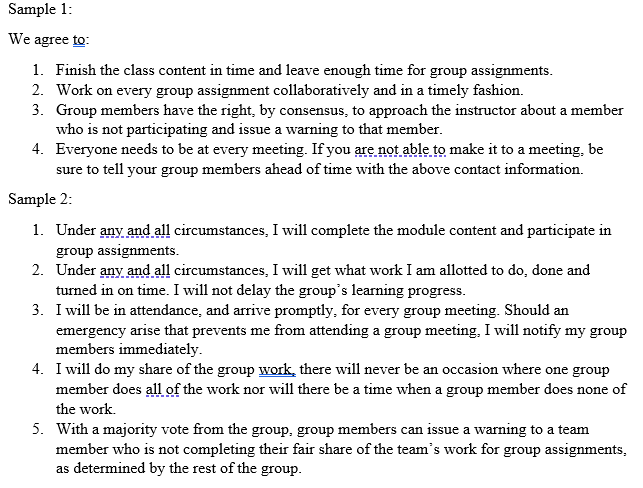 Sample 1:
We agree to:
1. Finish the class content in time and leave enough time for group assignments.
2. Work on every group assignment collaboratively and in a timely fashion.
3. Group members have the right, by consensus, to approach the instructor about a member
who is not participating and issue a warning to that member.
4. Everyone needs to be at every meeting. If you are not able to make it to a meeting, be
sure to tell your group members ahead of time with the above contact information.
Sample 2:
1. Under any and all circumstances, I will complete the module content and participate in
group assignments.
2. Under any and all circumstances, I will get what work I am allotted to do, done and
turned in on time. I will not delay the group's learning progress.
3. I will be in attendance, and arrive promptly, for every group meeting. Should an
emergency arise that prevents me from attending a group meeting, I will notify my group
members immediately.
4. I will do my share of the group work, there will never be an occasion where one group
member does all of the work nor will there be a time when a group member does none of
the work.
5. With a majority vote from the group, group members can issue a warning to a team
member who is not completing their fair share of the team's work for group assignments,
as determined by the rest of the group.